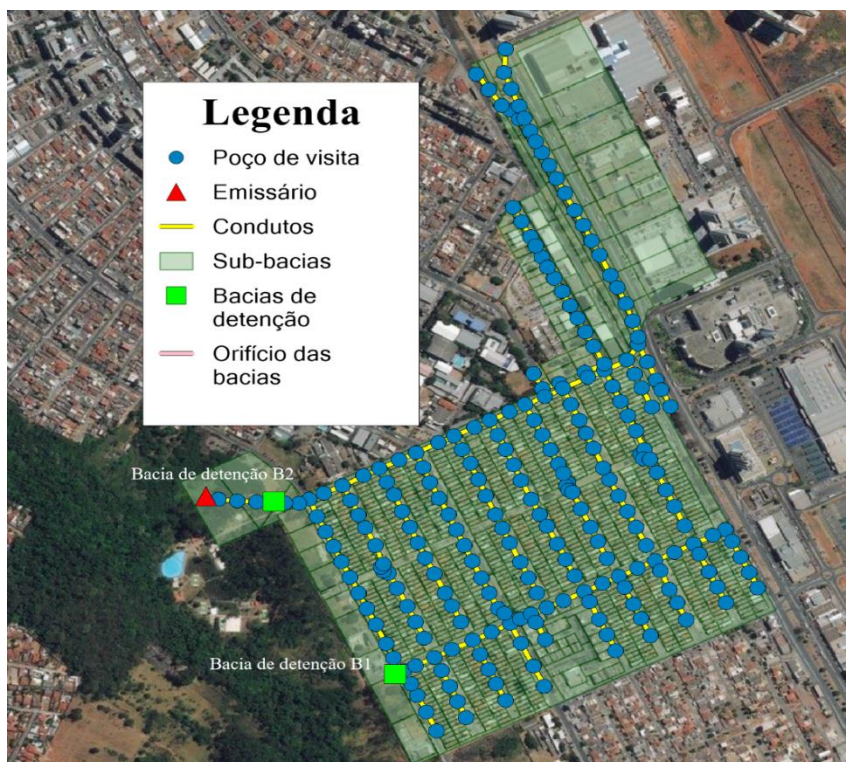 Legenda
Poço de visita
Emissário
Condutos
Sub-bacias
Bacias de
detenção
Orifício das
bacias
Bacia de detenção B2
Bacia de detenção B1